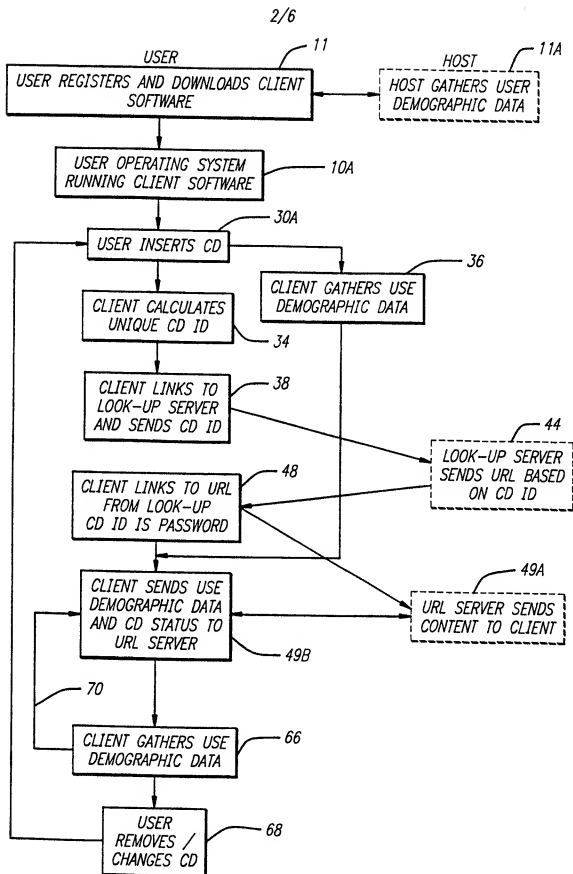 2/6
USER
11
USER REGISTERS AND DOWNLOADS CLIENT
SOFTWARE
HOST
11A
HOST GATHERS USER
DEMOGRAPHIC DATA
USER OPERATING SYSTEM
RUNNING CLIENT SOFTWARE
10A
30A
USER INSERTS CD
36
CLIENT GATHERS USE
DEMOGRAPHIC DATA
CLIENT CALCULATES
UNIQUE CD ID
34
CLIENT LINKS TO
LOOK-UP SERVER
AND SENDS CD ID
38
44
LOOK-UP SERVER
SENDS URL BASED
ON CD ID
48
CLIENT LINKS TO URL
FROM LOOK-UP
CD ID IS PASSWORD
49A
URL SERVER SENDS
CONTENT TO CLIENT
CLIENT SENDS USE
DEMOGRAPHIC DATA
AND CD STATUS TO
URL SERVER
49B
70
CLIENT GATHERS USE
DEMOGRAPHIC DATA
66
USER
REMOVES /
CHANGES CD
68